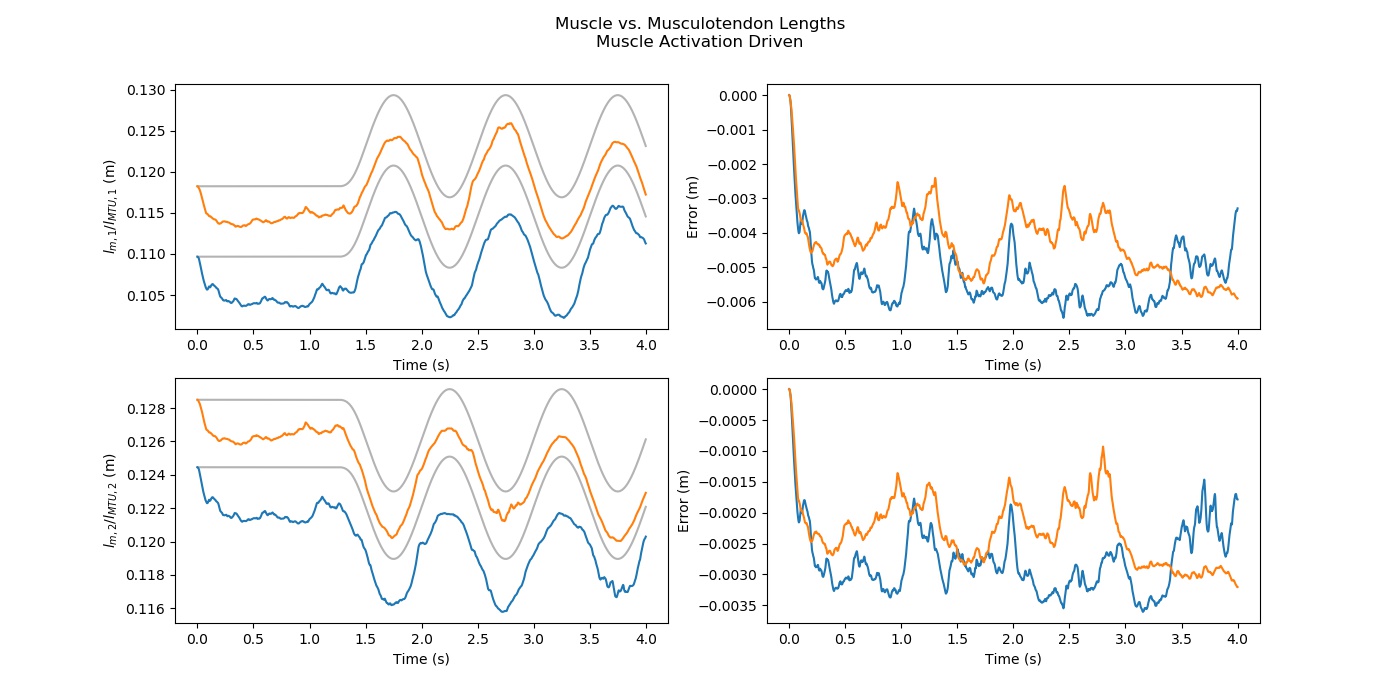 Muscle vs. Musculotendon Lengths
Muscle Activation Driven
0.130
0.125
0.120
0.115
0.110
0.105
l_{m,1}/l_{MTU,1} (m)
0.0 0.5 1.0 1.5 2.0 2.5 3.0 3.5 4.0
Time (s)
0.000
−0.001
−0.002
−0.003
−0.004
−0.005
−0.006
Error (m)
0.0 0.5 1.0 1.5 2.0 2.5 3.0 3.5 4.0
Time (s)
0.128
0.126
0.124
0.122
0.120
0.118
0.116
l_{m,2}/l_{MTU,2} (m)
0.0 0.5 1.0 1.5 2.0 2.5 3.0 3.5 4.0
Time (s)
0.0000
−0.0005
−0.0010
−0.0015
−0.0020
−0.0025
−0.0030
−0.0035
Error (m)
0.0 0.5 1.0 1.5 2.0 2.5 3.0 3.5 4.0
Time (s)